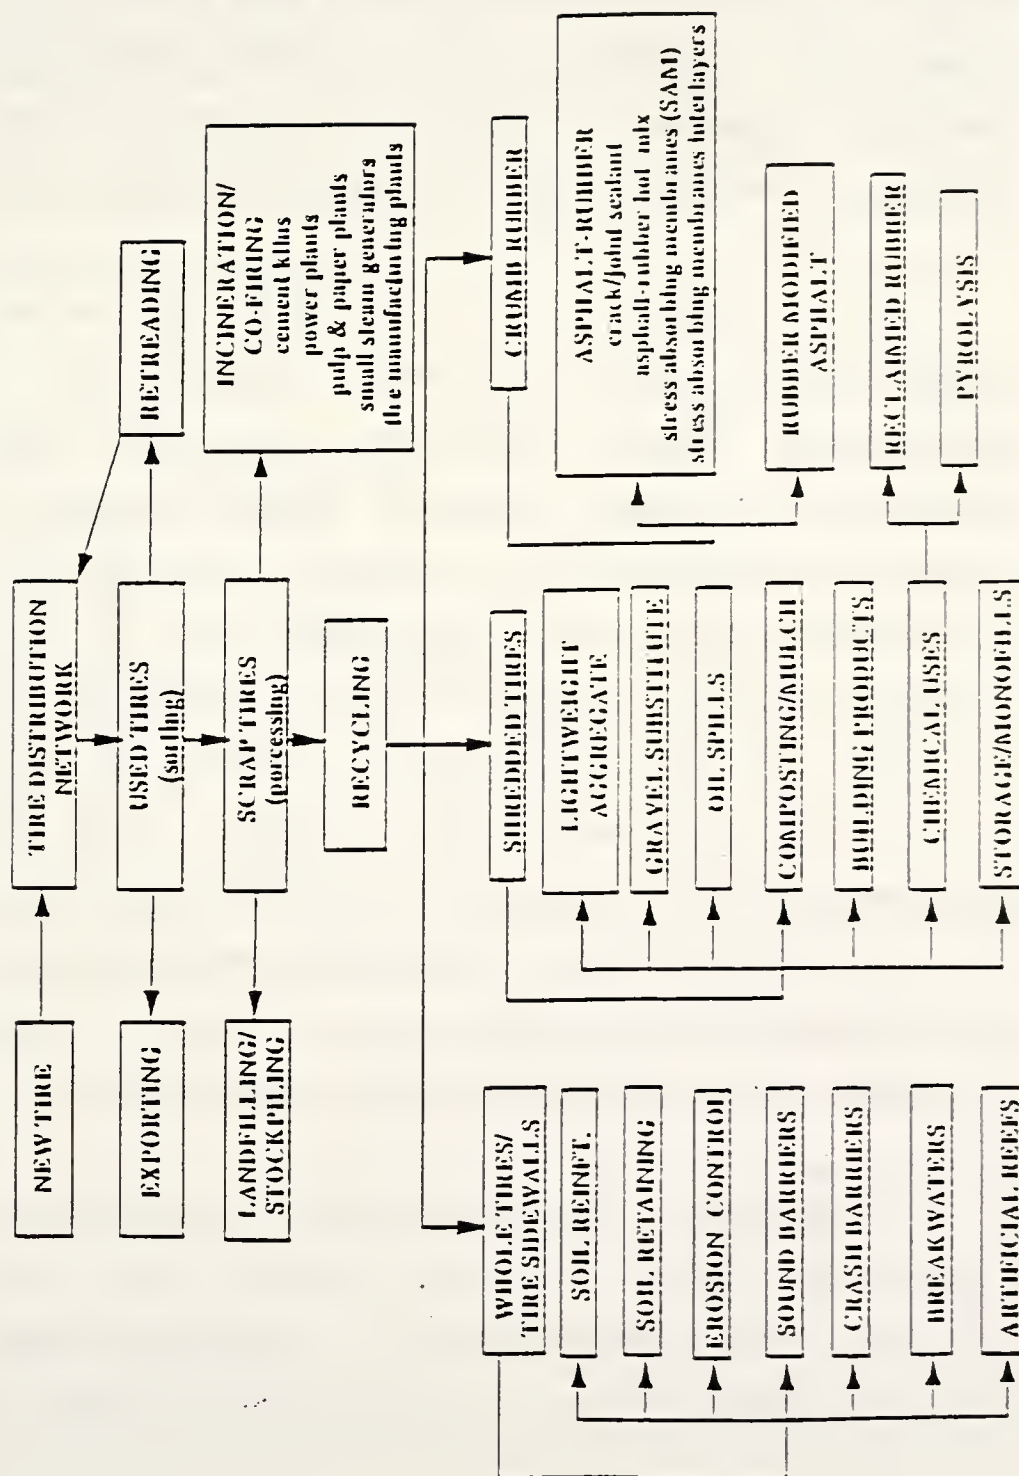 NEW TIRE
TIRE DISTRIBUTION
NETWORK
RETREADING
EXPORTING
USED TIRES
(sorting)
LANDFILLING/
STOCKPILING
SCRAP TIRES
(porcessing)
INCINERATION/
CO-FIRING
cement kilns
power plants
pulp & paper plants
small steam generators
tire manufacturing plants
RECYCLING
WHOLE TIRES/
TIRE SIDEWALLS
SOIL REINFT.
SOIL RETAINING
EROSION CONTROL
SOUND BARRIERS
CRASH BARRIERS
BREAKWATERS
ARTIFICIAL REEFS
SHREDDED TIRES
LIGHTWEIGHT
AGGREGATE
GRAVEL SUBSTITUTE
OIL SPILLS
COMPOSTING/MULCH
BUILDING PRODUCTS
CHEMICAL USES
STORAGE/MONOFILLS
CRUMB RUBBER
ASPHALT-RUBBER
crack/joint sealant
asphalt-rubber hot mix
stress absorbing membranes (SAM)
stress absorbing membranes interlayers
RUBBER MODIFIED
ASPHALT
RECLAIMED RUBBER
PYROLYSIS